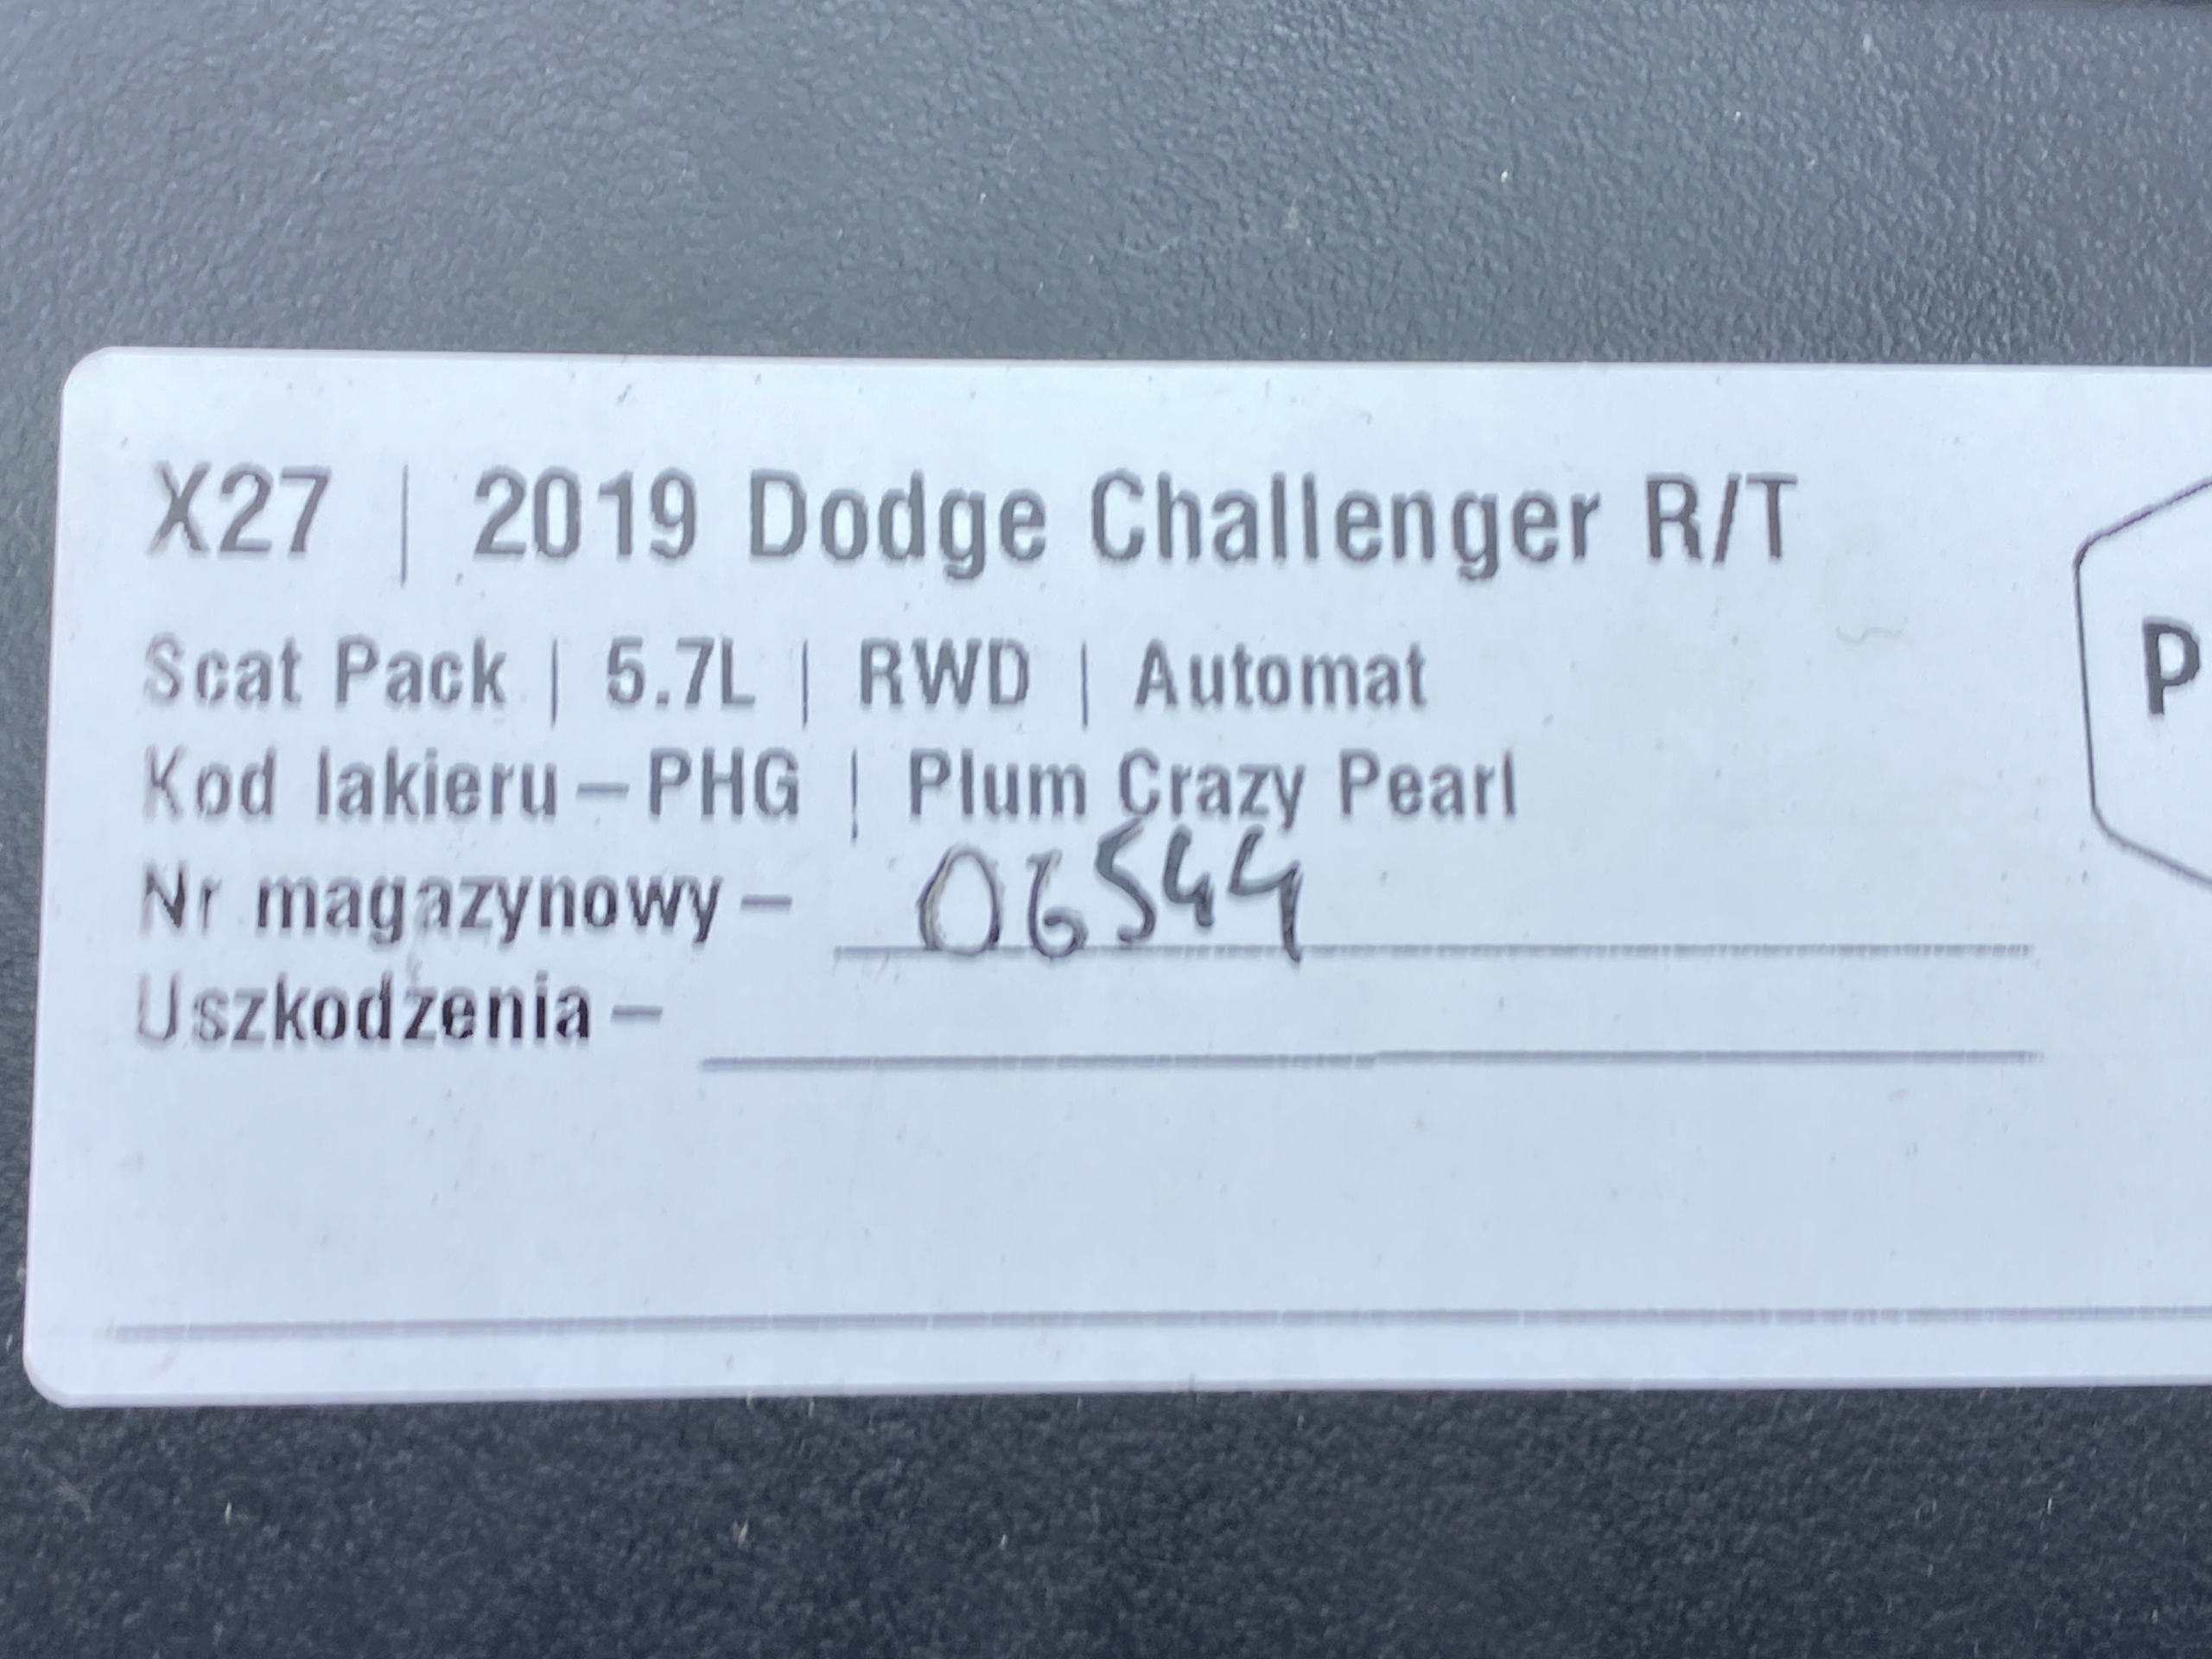 X27 | 2019 Dodge Challenger R/T
Scat Pack | 5.7L | RWD | Automat
Kod lakieru – PHG | Plum Crazy Pearl
Nr magazynowy – 06544
Uszkodzenia –
P